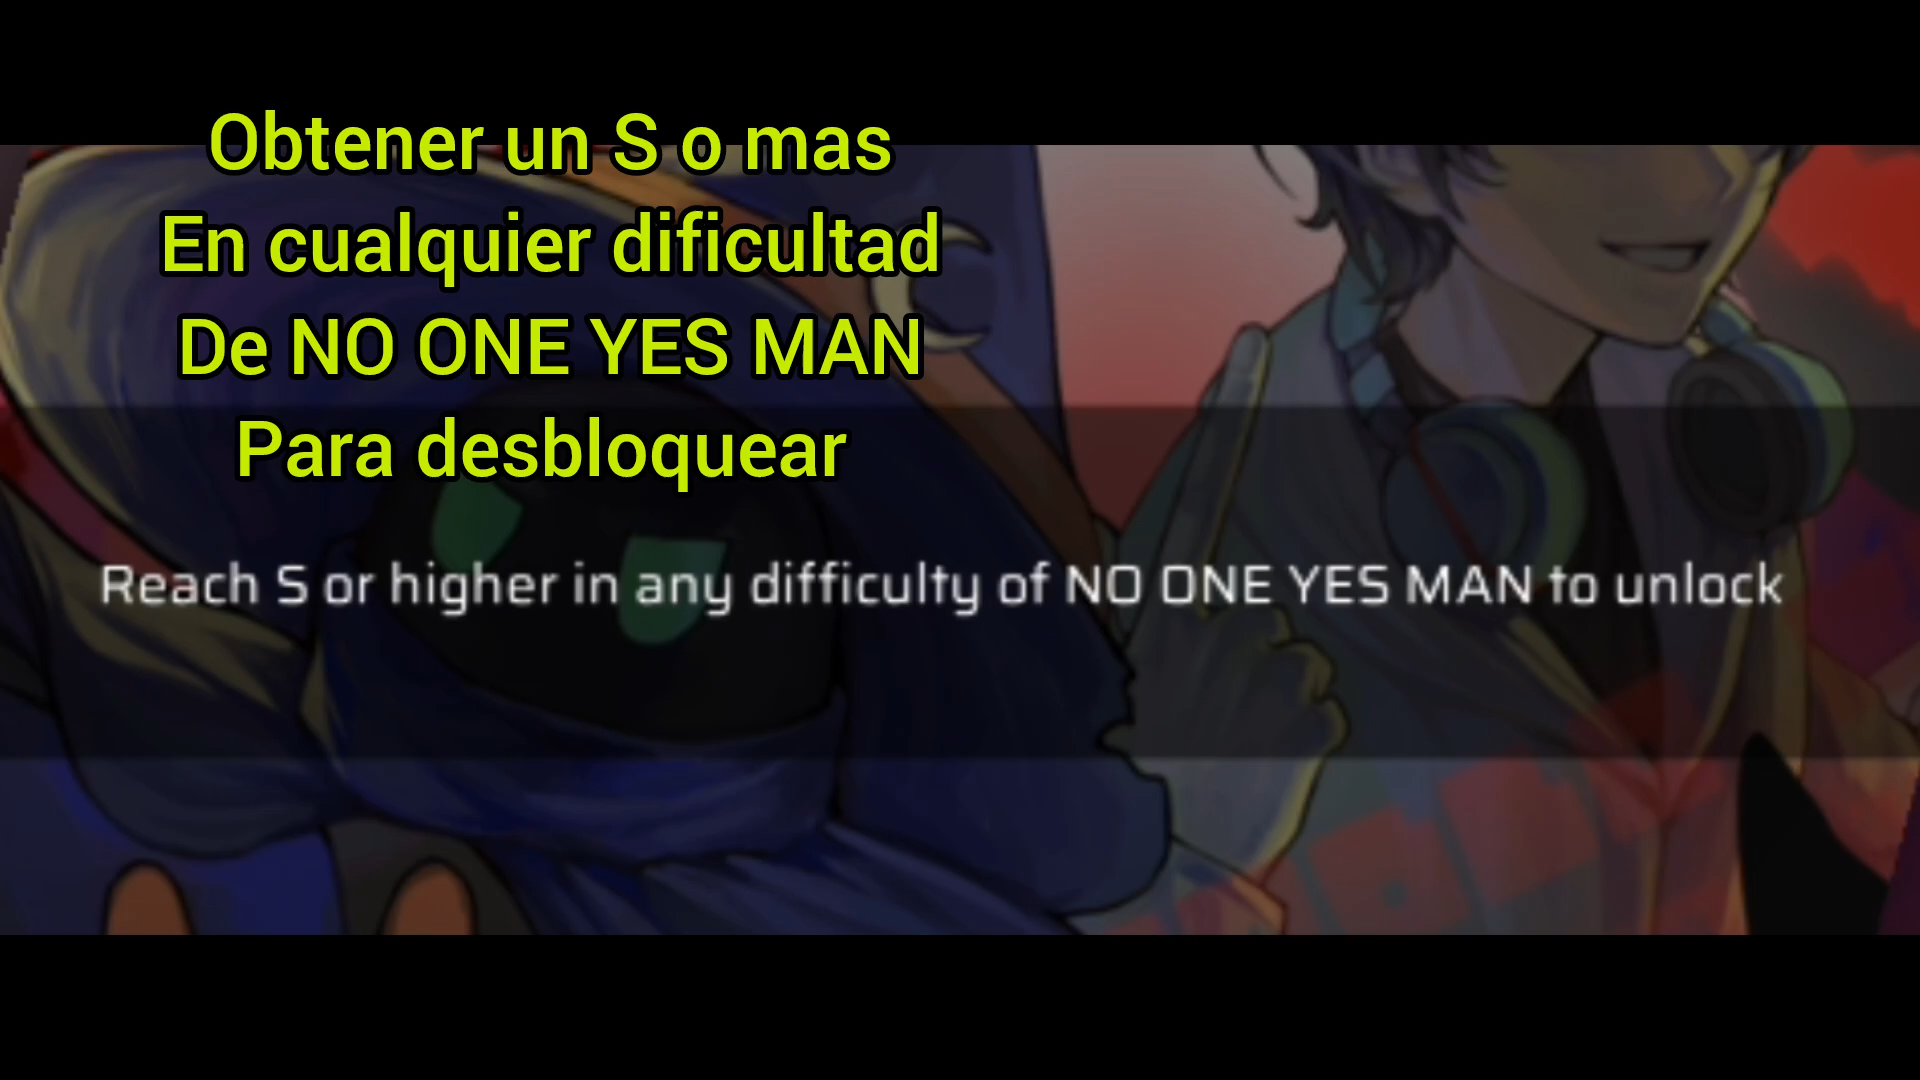 Obtener un S o mas
En cualquier dificultad
De NO ONE YES MAN
Para desbloquear
Reach S or higher in any difficulty of NO ONE YES MAN to unlock